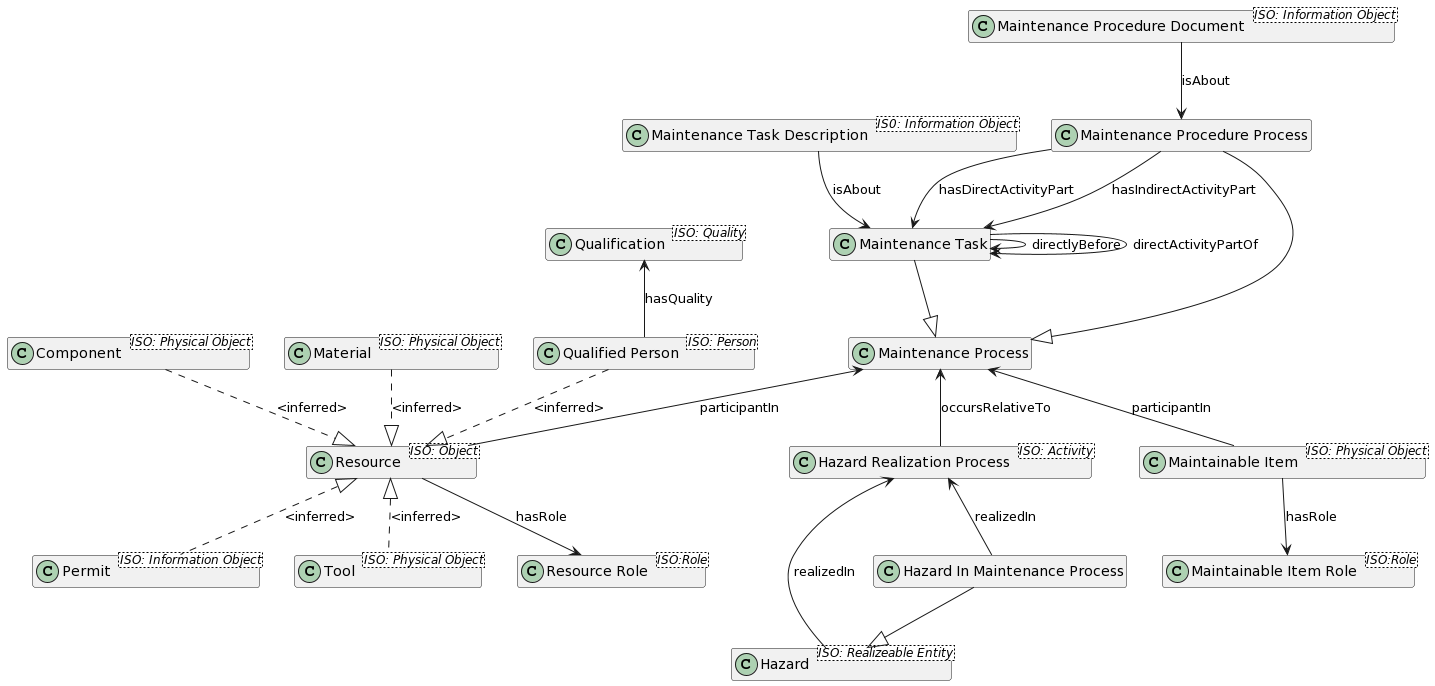 C Maintenance Procedure Document ISO: Information Object
isAbout
C Maintenance Task Description IS0: Information Object
C Maintenance Procedure Process
isAbout
hasDirectActivityPart
hasIndirectActivityPart
C Qualification ISO: Quality
C Maintenance Task
directlyBefore
directActivityPartOf
hasQuality
C Component ISO: Physical Object
C Material ISO: Physical Object
C Qualified Person ISO: Person
C Maintenance Process
<inferred>
<inferred>
<inferred>
participantIn
occursRelativeTo
participantIn
C Resource ISO: Object
C Hazard Realization Process ISO: Activity
C Maintainable Item ISO: Physical Object
<inferred>
<inferred>
hasRole
realizedIn
hasRole
C Permit ISO: Information Object
C Tool ISO: Physical Object
C Resource Role ISO:Role
realizedIn
C Hazard In Maintenance Process
C Maintainable Item Role ISO:Role
C Hazard ISO: Realizeable Entity